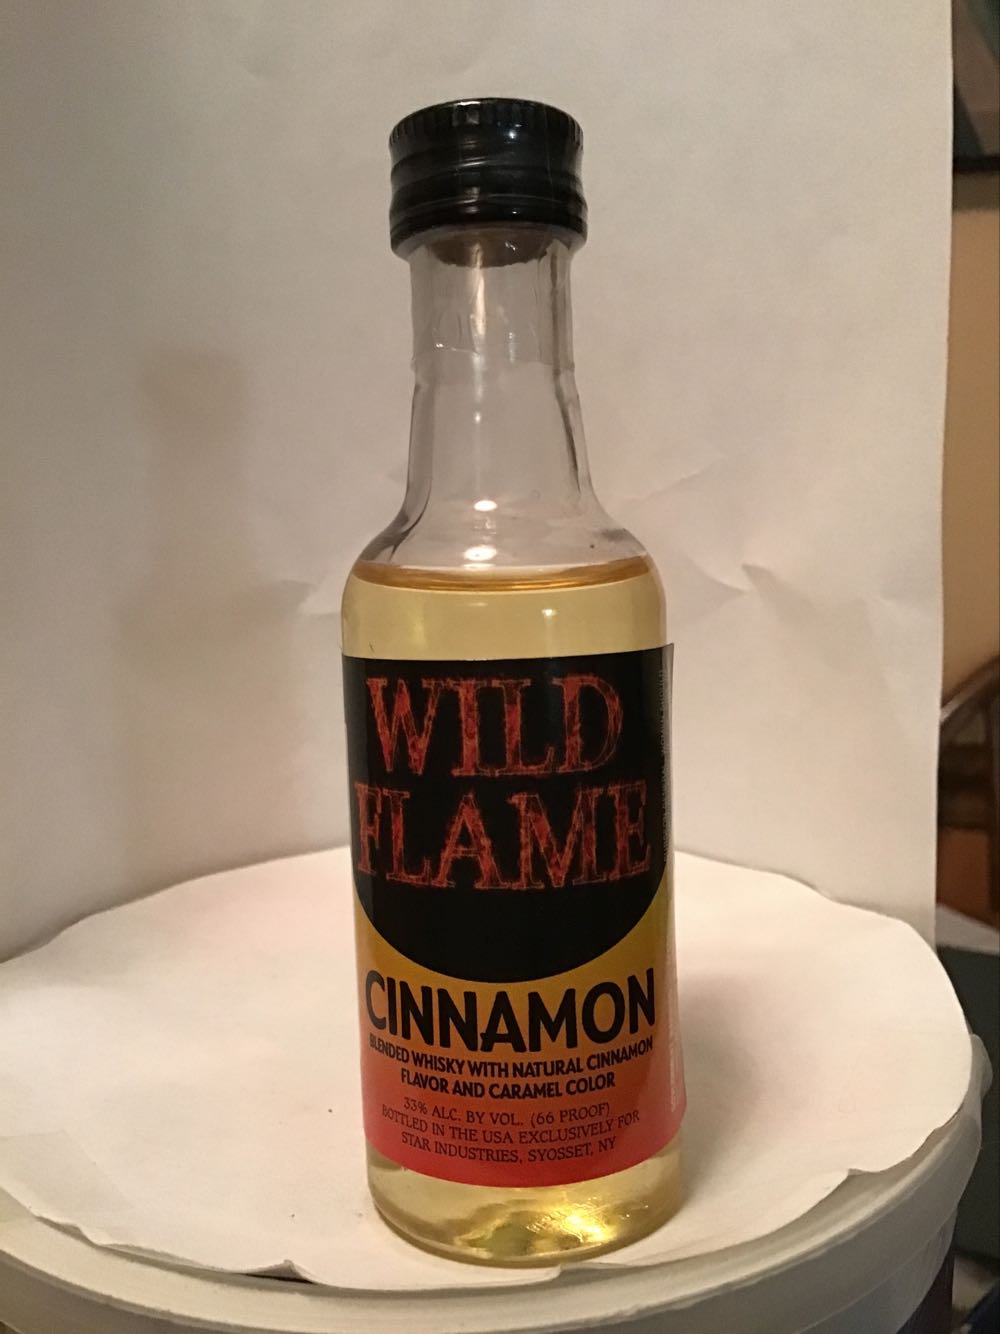 WILD
FLAME
CINNAMON
BLENDED WHISKY WITH NATURAL CINNAMON
FLAVOR AND CARAMEL COLOR
33% ALC. BY VOL. (66 PROOF)
BOTTLED IN THE USA EXCLUSIVELY FOR
STAR INDUSTRIES, SYOSSET, NY